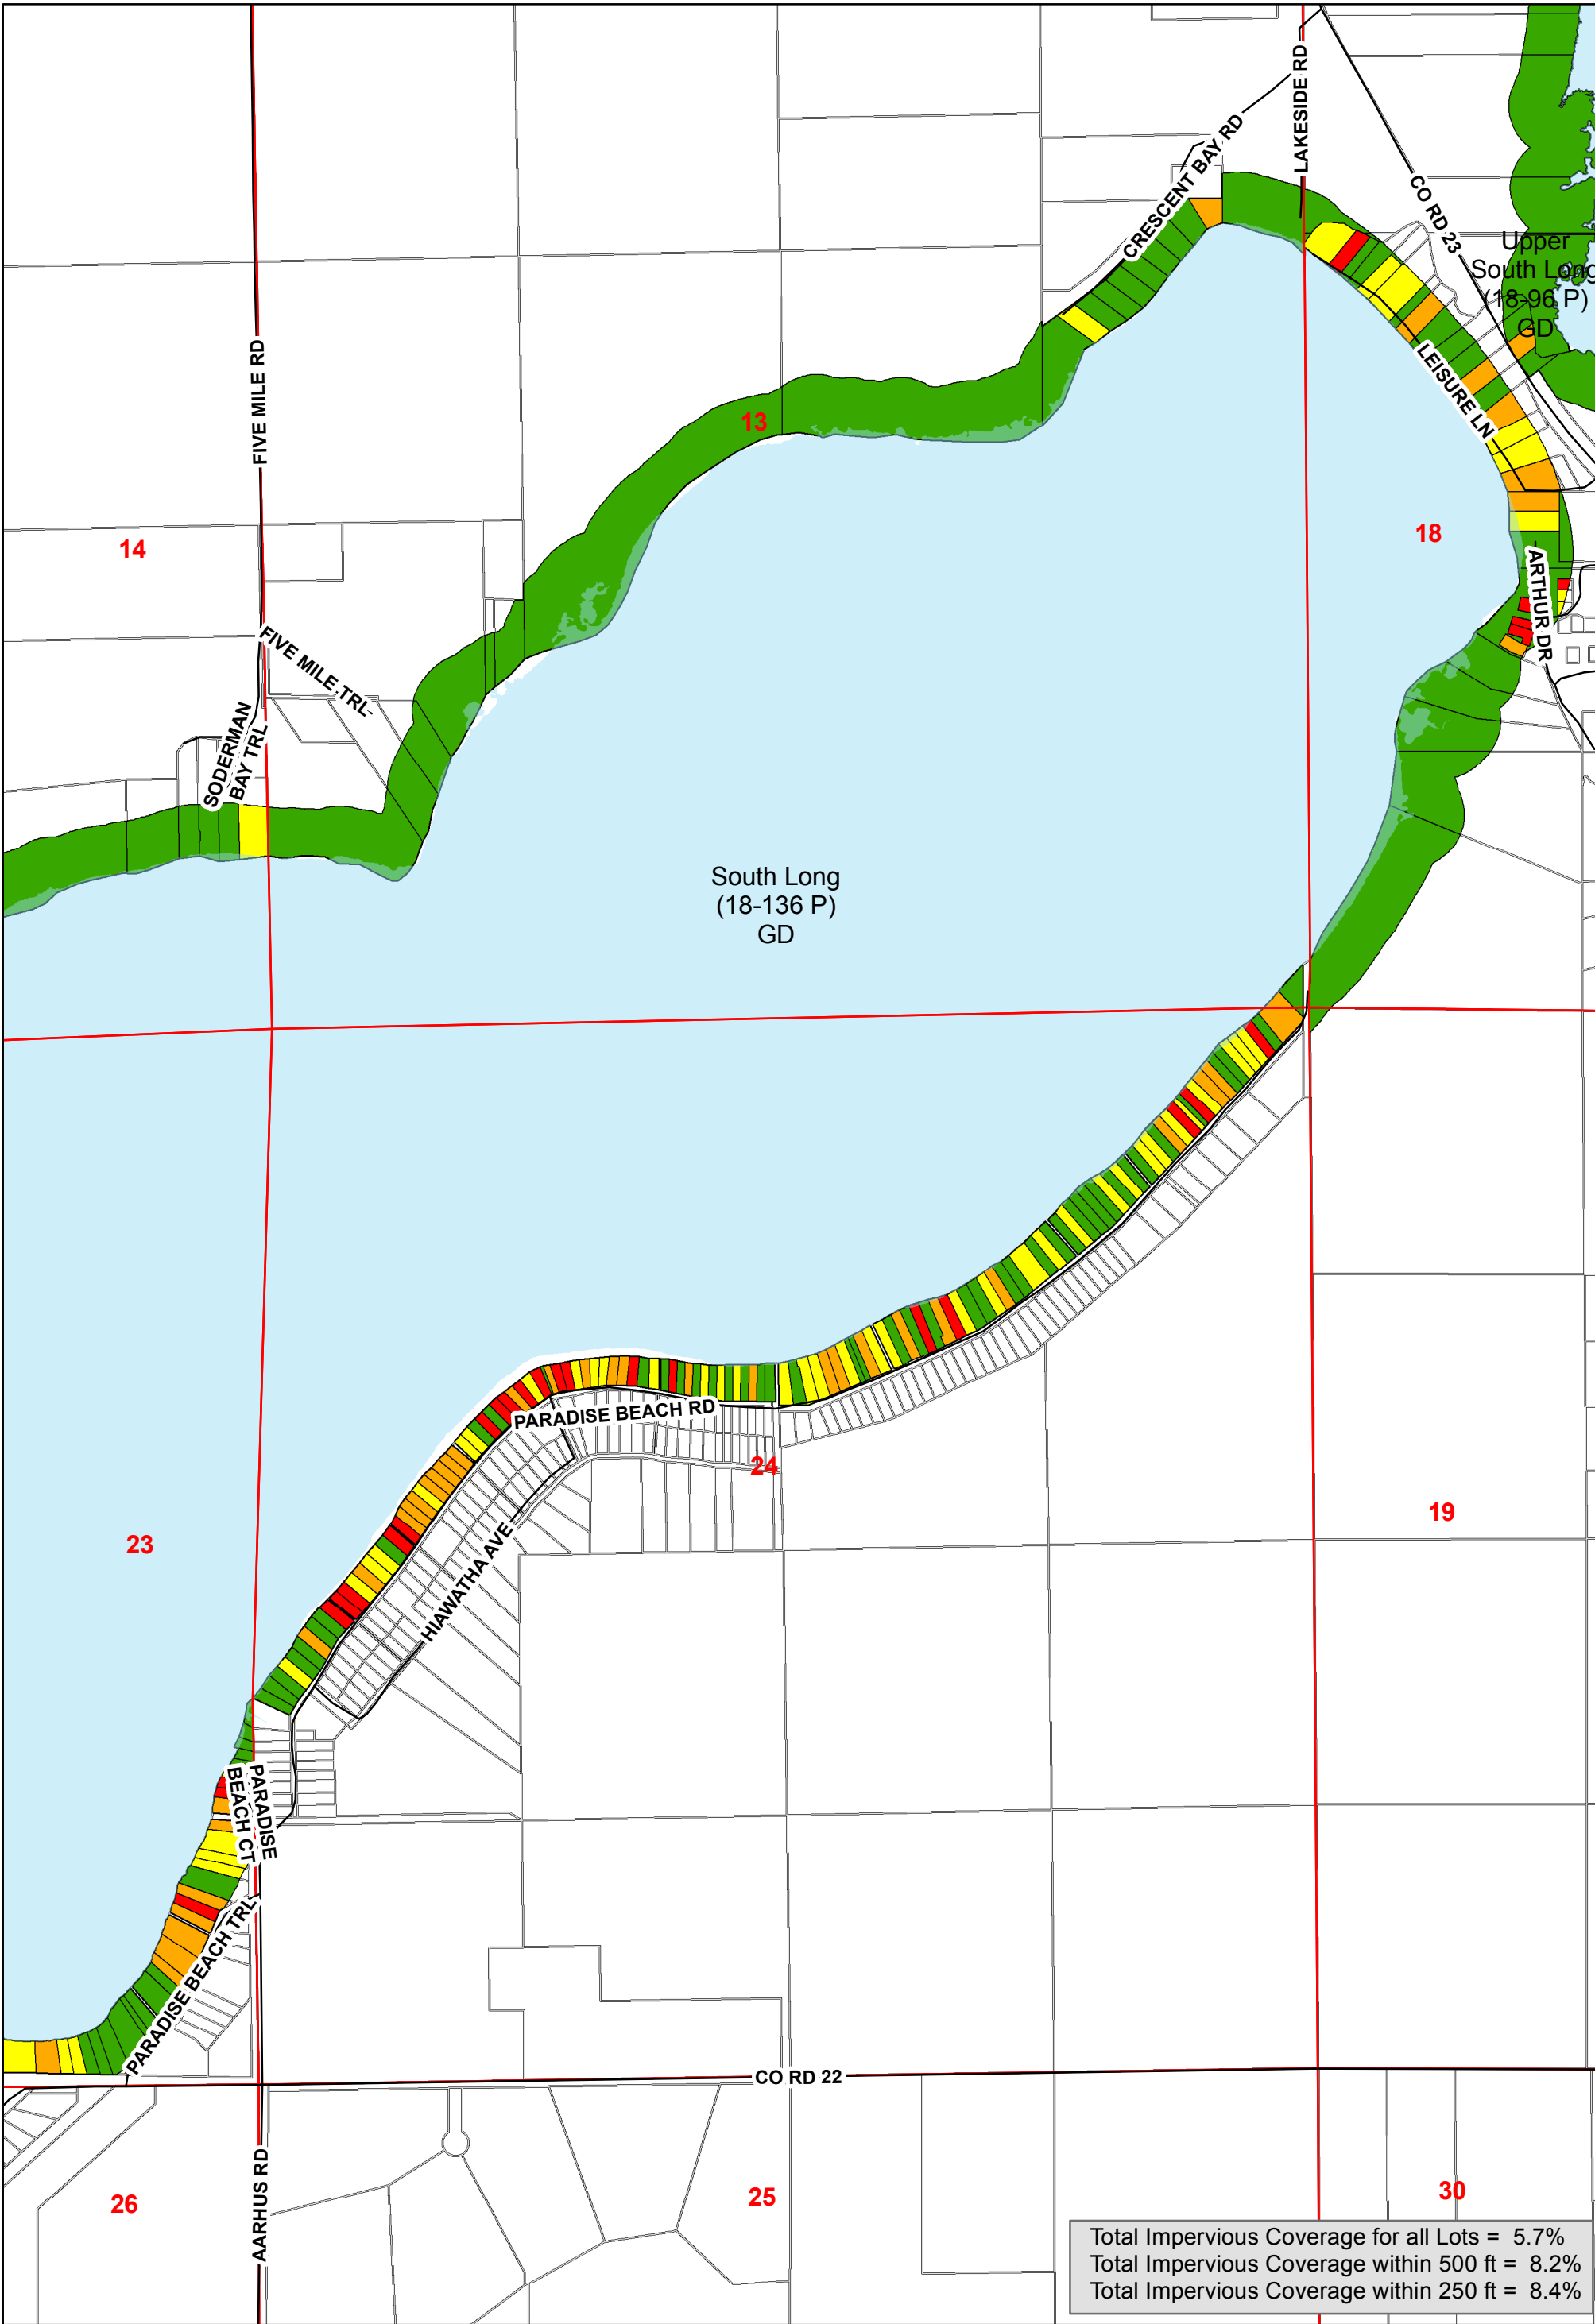 LAKESIDE RD
CRESCENT BAY RD
CO RD 23
Upper
South Long
(18-96 P)
GD
FIVE MILE RD
LEISURE LN
13
14
18
ARTHUR DR
FIVE MILE TRL
SODERMAN
BAY TRL
South Long
(18-136 P)
GD
PARADISE BEACH RD
24
19
23
HIAWATHA AVE
PARADISE
BEACH CT
PARADISE BEACH TRL
CO RD 22
AARHUS RD
26
25
30
Total Impervious Coverage for all Lots = 5.7%
Total Impervious Coverage within 500 ft = 8.2%
Total Impervious Coverage within 250 ft = 8.4%